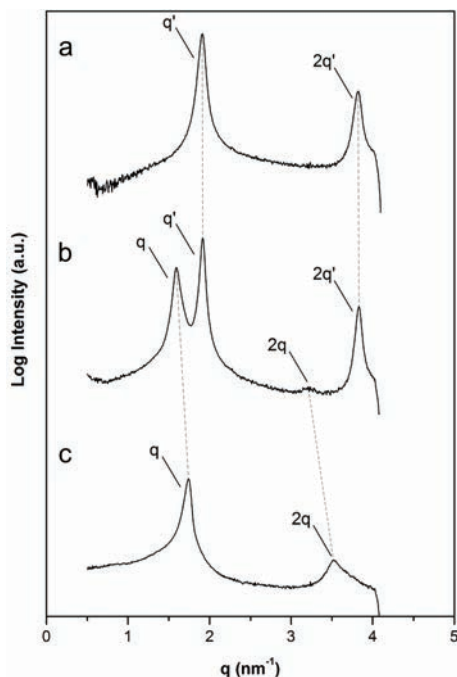 a
q'
2q'
b
q
q'
2q
2q'
c
q
2q
Log Intensity (a.u.)
0 1 2 3 4 5
q (nm⁻¹)